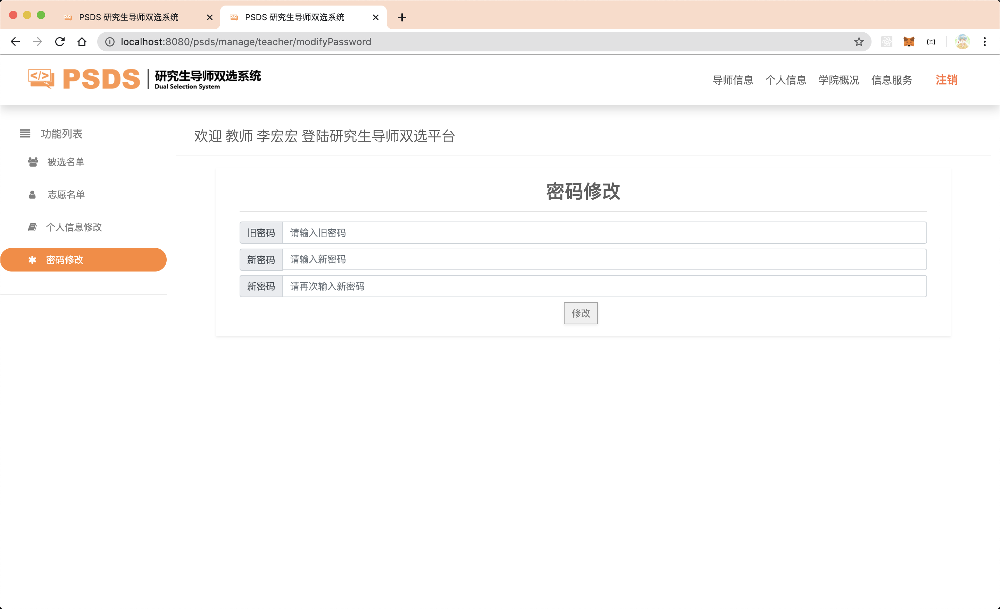 PSDS 研究生导师双选系统
PSDS 研究生导师双选系统
localhost:8080/psds/manage/teacher/modifyPassword
</> PSDS 研究生导师双选系统
Dual Selection System
导师信息 个人信息 学院概况 信息服务 注销
功能列表
被选名单
志愿名单
个人信息修改
密码修改
欢迎 教师 李宏宏 登陆研究生导师双选平台
密码修改
旧密码 请输入旧密码
新密码 请输入新密码
新密码 请再次输入新密码
修改